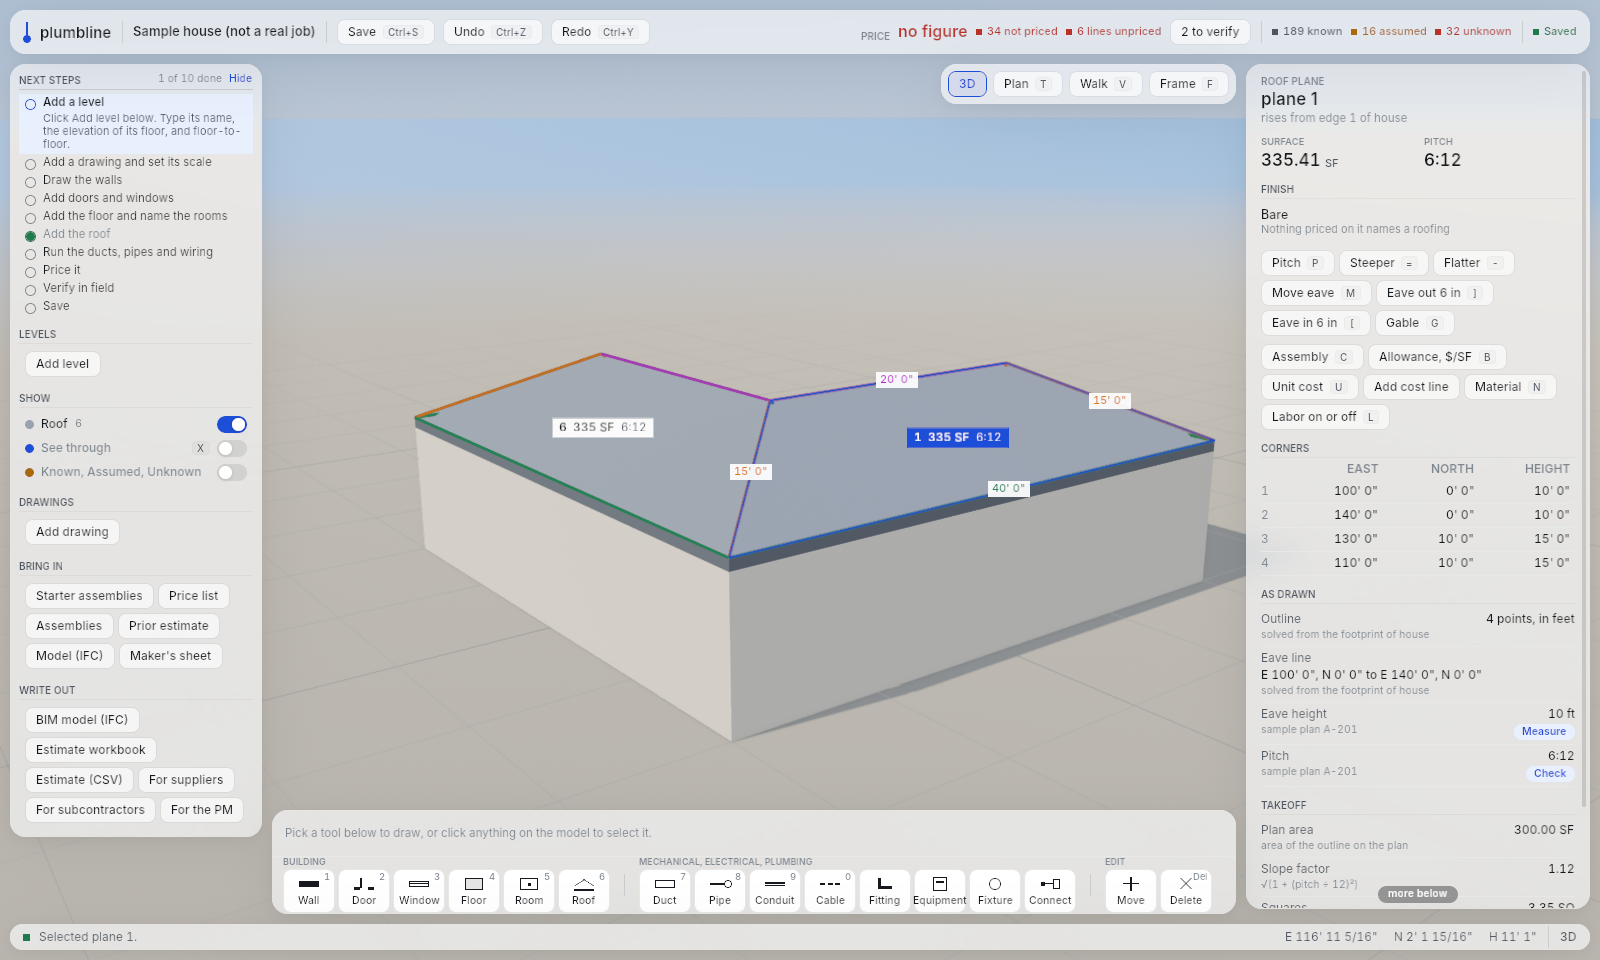 plumbline
Sample house (not a real job)
Save Ctrl+S
Undo Ctrl+Z
Redo Ctrl+Y
PRICE no figure
34 not priced
6 lines unpriced
2 to verify
189 known
16 assumed
32 unknown
Saved
NEXT STEPS 1 of 10 done Hide
Add a level
Click Add level below. Type its name,
the elevation of its floor, and floor-to-
floor.
Add a drawing and set its scale
Draw the walls
Add doors and windows
Add the floor and name the rooms
Add the roof
Run the ducts, pipes and wiring
Price it
Verify in field
Save
LEVELS
Add level
SHOW
Roof 6
See through X
Known, Assumed, Unknown
DRAWINGS
Add drawing
BRING IN
Starter assemblies Price list
Assemblies Prior estimate
Model (IFC) Maker's sheet
WRITE OUT
BIM model (IFC)
Estimate workbook
Estimate (CSV) For suppliers
For subcontractors For the PM
3D Plan T Walk V Frame F
20' 0"
15' 0"
6 335 SF 6:12
1 335 SF 6:12
15' 0"
40' 0"
Pick a tool below to draw, or click anything on the model to select it.
BUILDING
Wall 1
Door 2
Window 3
Floor 4
Room 5
Roof 6
MECHANICAL, ELECTRICAL, PLUMBING
Duct 7
Pipe 8
Conduit 9
Cable 0
Fitting
Equipment
Fixture
Connect
EDIT
Move
Delete Del
ROOF PLANE
plane 1
rises from edge 1 of house
SURFACE PITCH
335.41 SF 6:12
FINISH
Bare
Nothing priced on it names a roofing
Pitch P Steeper = Flatter -
Move eave M Eave out 6 in ]
Eave in 6 in [ Gable G
Assembly C Allowance, $/SF B
Unit cost U Add cost line Material N
Labor on or off L
CORNERS
EAST NORTH HEIGHT
1 100' 0" 0' 0" 10' 0"
2 140' 0" 0' 0" 10' 0"
3 130' 0" 10' 0" 15' 0"
4 110' 0" 10' 0" 15' 0"
AS DRAWN
Outline 4 points, in feet
solved from the footprint of house
Eave line
E 100' 0", N 0' 0" to E 140' 0", N 0' 0"
solved from the footprint of house
Eave height 10 ft
sample plan A-201 Measure
Pitch 6:12
sample plan A-201 Check
TAKEOFF
Plan area 300.00 SF
area of the outline on the plan
Slope factor 1.12
√(1 + (pitch ÷ 12)²)
more below
Squares 3.35 SQ
Selected plane 1.
E 116' 11 5/16" N 2' 1 15/16" H 11' 1" 3D